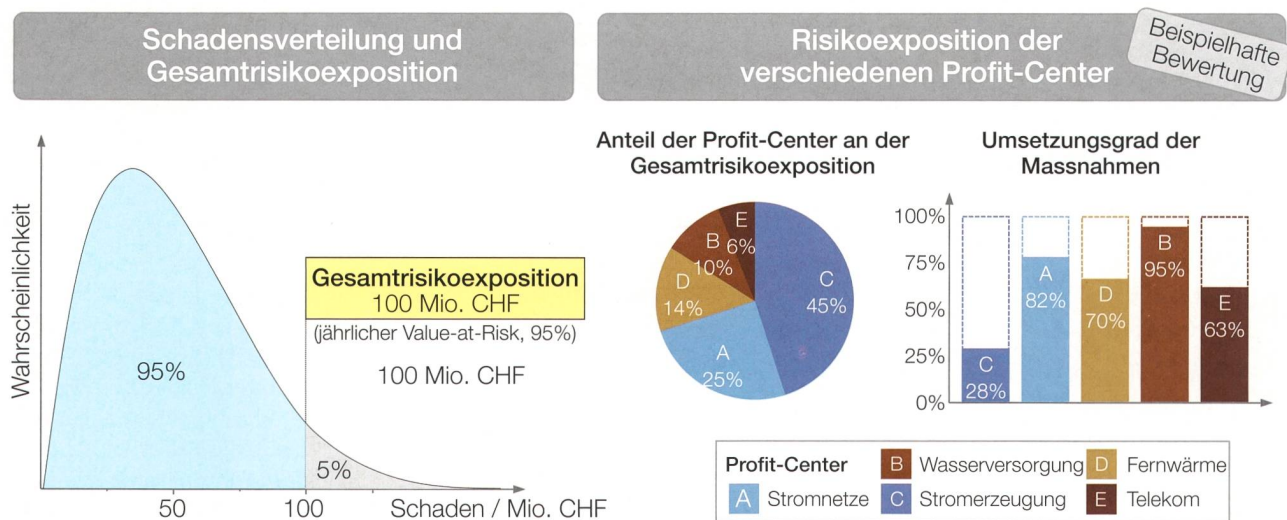 Schadensverteilung und
Gesamtrisikoexposition
Wahrscheinlichkeit
95%
Gesamtrisikoexposition
100 Mio. CHF
(jährlicher Value-at-Risk, 95%)
100 Mio. CHF
5%
50
100
Schaden / Mio. CHF
Risikoexposition der
verschiedenen Profit-Center
Beispielhafte
Bewertung
Anteil der Profit-Center an der
Gesamtrisikoexposition
E
6%
B
10%
D
14%
A
25%
C
45%
Umsetzungsgrad der
Massnahmen
100%
75%
50%
25%
0%
C
28%
A
82%
D
70%
B
95%
E
63%
Profit-Center
B Wasserversorgung
D Fernwärme
A Stromnetze
C Stromerzeugung
E Telekom